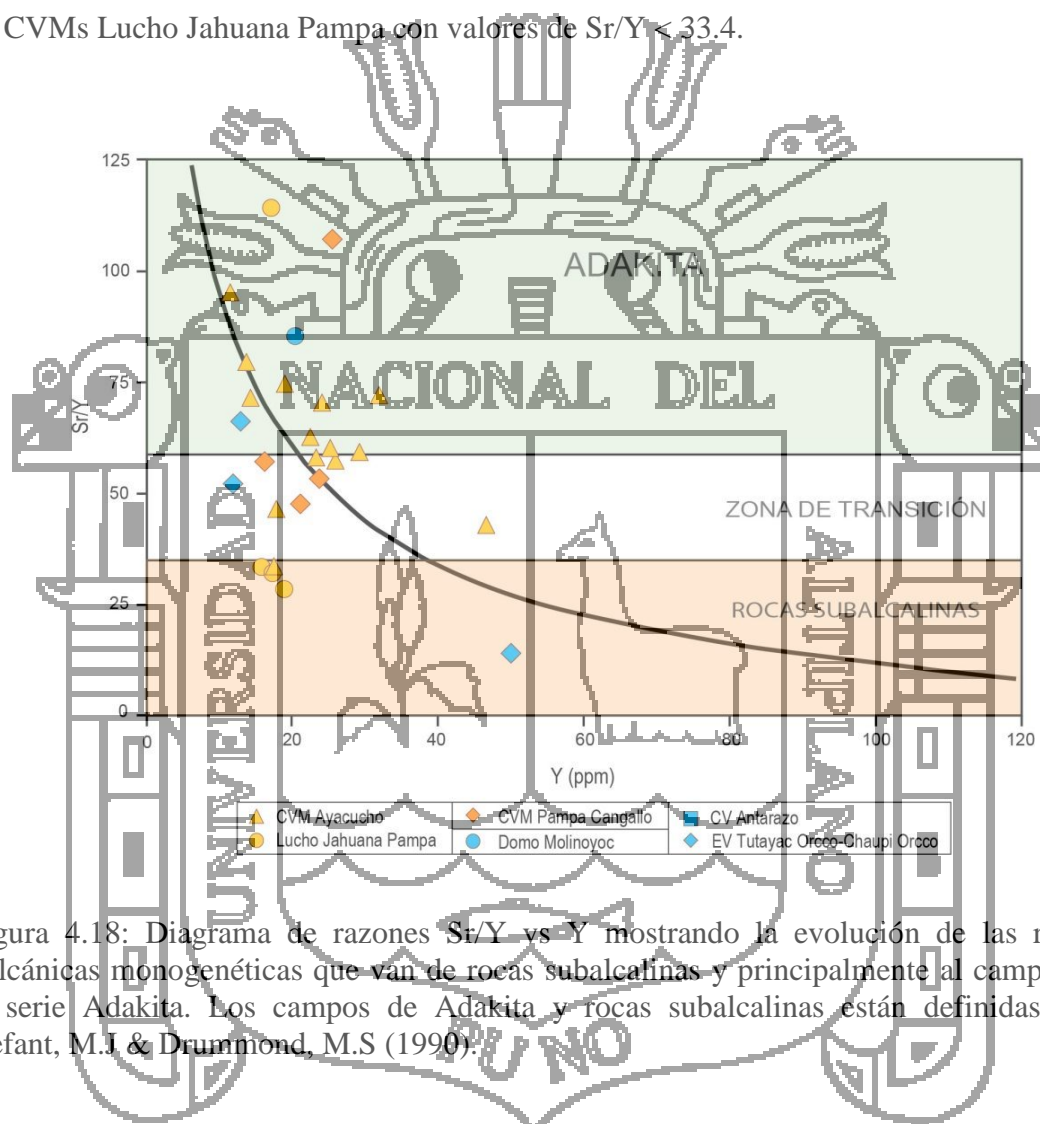 CVMs Lucho Jahuana Pampa con valores de Sr/Y < 33.4.
125
100
75
50
25
0
Sr/Y
ADAKITA
ZONA DE TRANSICIÓN
ROCAS SUBALCALINAS
0 20 40 60 80 100 120
Y (ppm)
CVM Ayacucho CVM Pampa Cangallo CV Antarazo
Lucho Jahuana Pampa Domo Molinoyoc EV Tutayac Orcco-Chaupi Orcco
NACIONAL DEL
UNIVERSIDAD
ALTIPLANO
PUNO
gura 4.18: Diagrama de razones Sr/Y vs Y mostrando la evolución de las r
lcánicas monogenéticas que van de rocas subalcalinas y principalmente al camp
serie Adakita. Los campos de Adakita y rocas subalcalinas están definidas
efant, M.J & Drummond, M.S (1990).